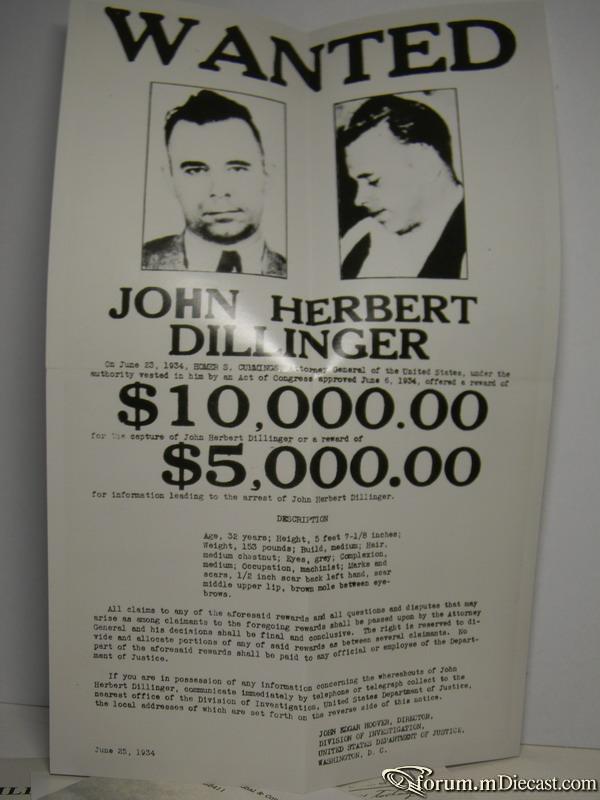 WANTED
JOHN HERBERT
DILLINGER
On June 23, 1934, HOMER S. CUMMINGS, Attorney General of the United States, under the
authority vested in him by an Act of Congress approved June 6, 1934, offered a reward of
$10,000.00
for the capture of John Herbert Dillinger or a reward of
$5,000.00
for information leading to the arrest of John Herbert Dillinger.
DESCRIPTION
Age, 32 years; Height, 5 feet 7-1/8 inches;
Weight, 153 pounds; Build, medium; Hair,
medium chestnut; Eyes, grey; Complexion,
medium; Occupation, machinist; Marks and
scars, 1/2 inch scar back left hand, scar
middle upper lip, brown mole between eye-
brows.
All claims to any of the aforesaid rewards and all questions and disputes that may
arise as among claimants to the foregoing rewards shall be passed upon by the Attorney
General and his decisions shall be final and conclusive. The right is reserved to di-
vide and allocate portions of any of said rewards as between several claimants. No
part of the aforesaid rewards shall be paid to any official or employee of the Depart-
ment of Justice.
If you are in possession of any information concerning the whereabouts of John
Herbert Dillinger, communicate immediately by telephone or telegraph collect to the
nearest office of the Division of Investigation, United States Department of Justice,
the local addresses of which are set forth on the reverse side of this notice.
JOHN EDGAR HOOVER, DIRECTOR,
DIVISION OF INVESTIGATION,
UNITED STATES DEPARTMENT OF JUSTICE,
WASHINGTON, D. C.
June 25, 1934
forum.mDiecast.com